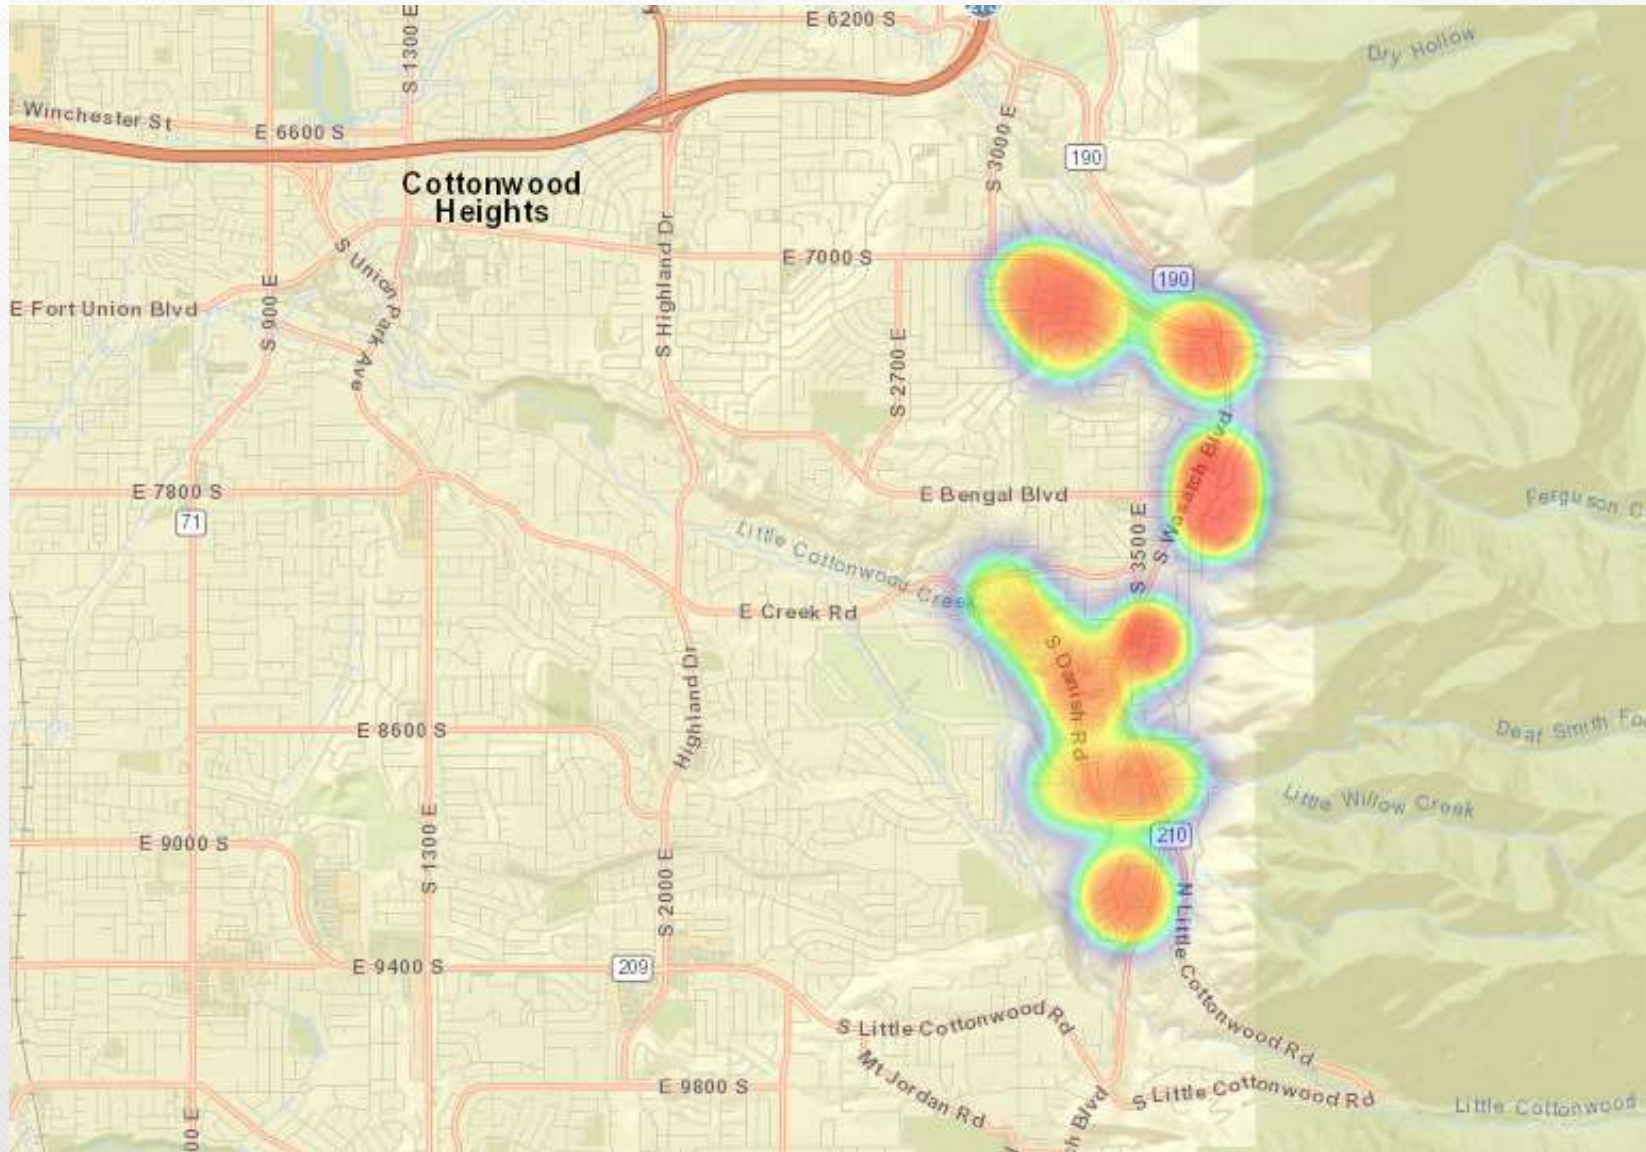 E 6200 S
Dry Hollow
S 1300 E
Winchester St
E 6600 S
S 3000 E
190
Cottonwood
Heights
S Union Park Ave
S Highland Dr
E 7000 S
190
E Fort Union Blvd
S 900 E
S 2700 E
S Wasatch Blvd
E 7800 S
71
E Bengal Blvd
Ferguson C
S 3500 E
Little Cottonwood Creek
E Creek Rd
S Danish Rd
Highland Dr
E 8600 S
Deaf Smith Fo
Little Willow Creek
210
E 9000 S
S 1300 E
S 2000 E
N Little Cottonwood Rd
E 9400 S
209
S Little Cottonwood Rd
Mt Jordan Rd
E 9800 S
S Little Cottonwood Rd
Little Cottonwood